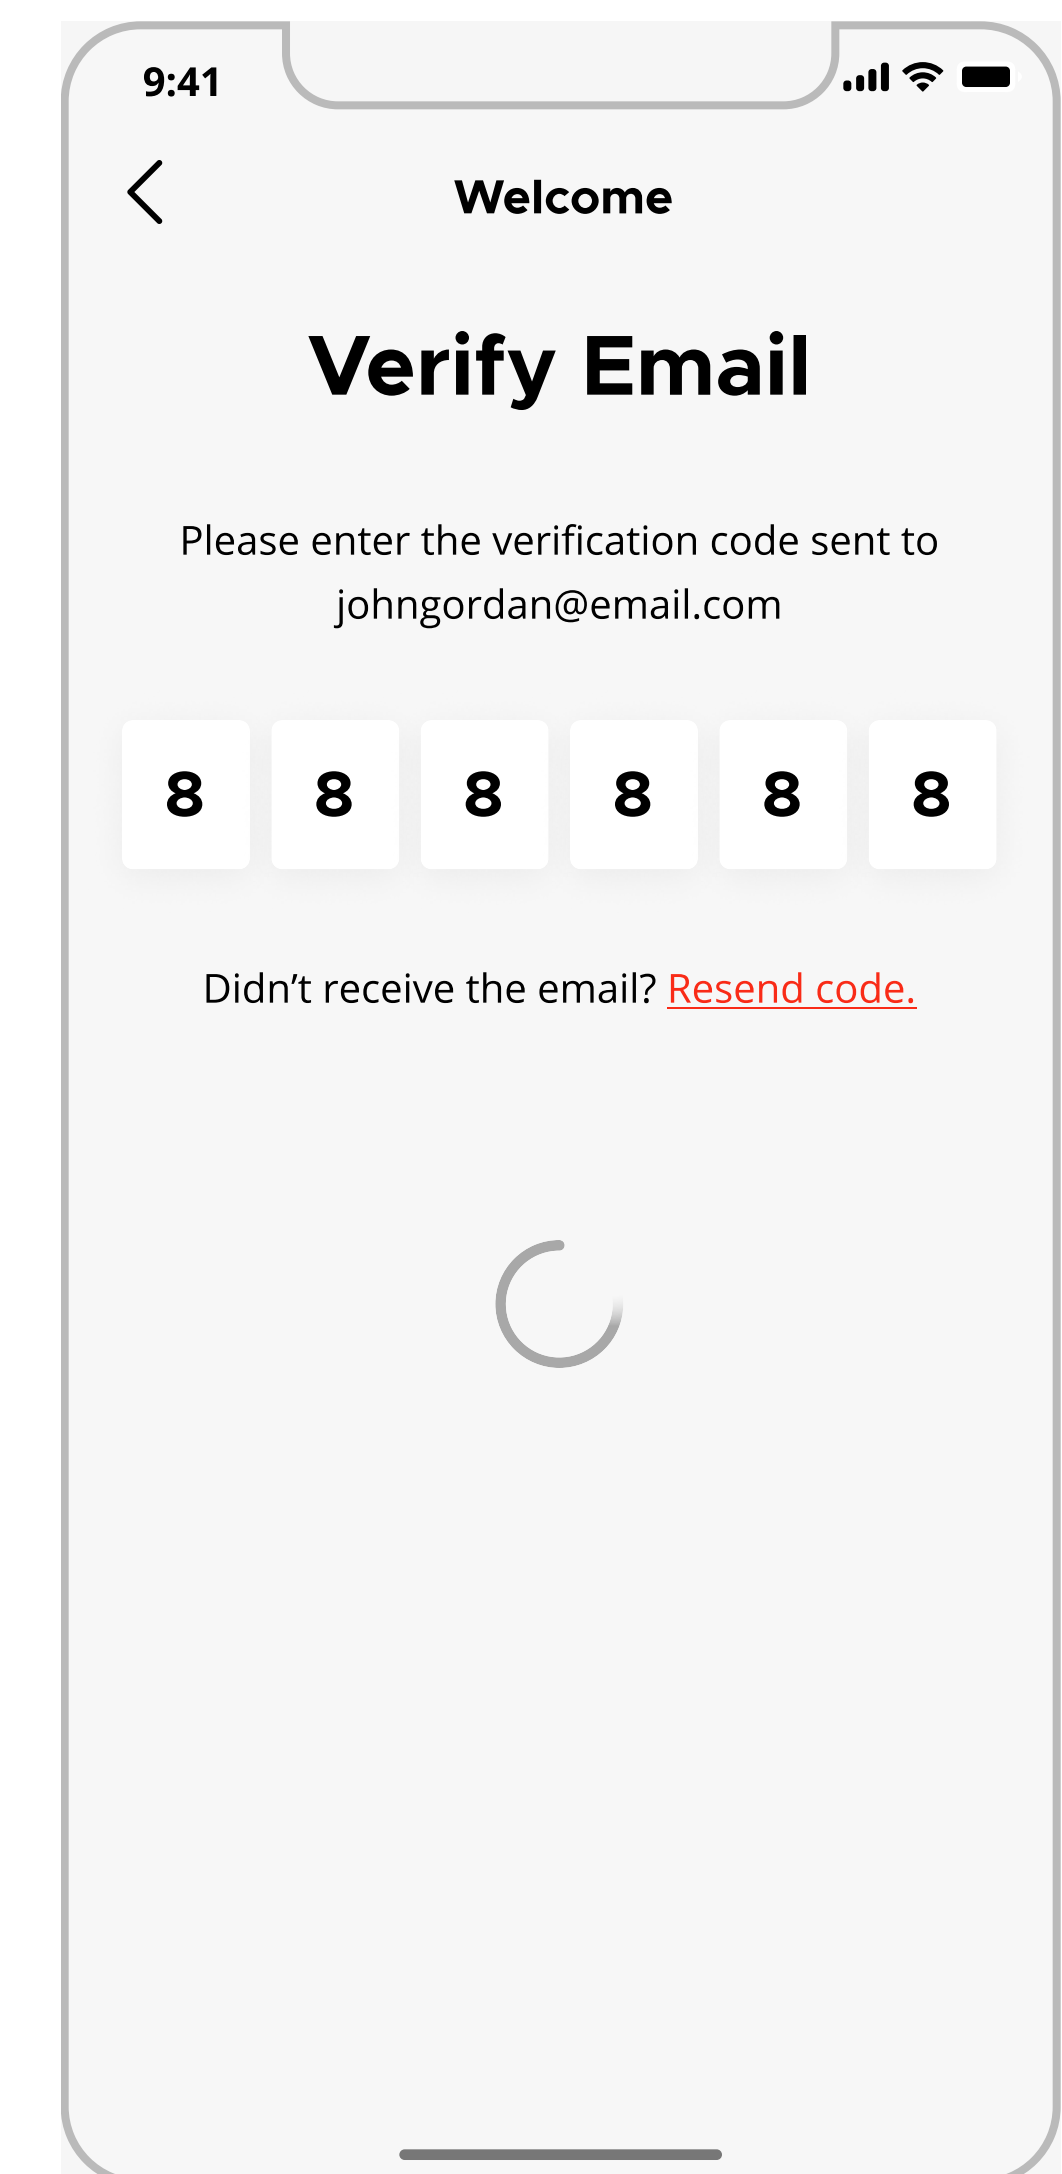 9:41
Welcome
Verify Email
Please enter the verification code sent to
johngordan@email.com
8 8 8 8 8 8
Didn’t receive the email? Resend code.